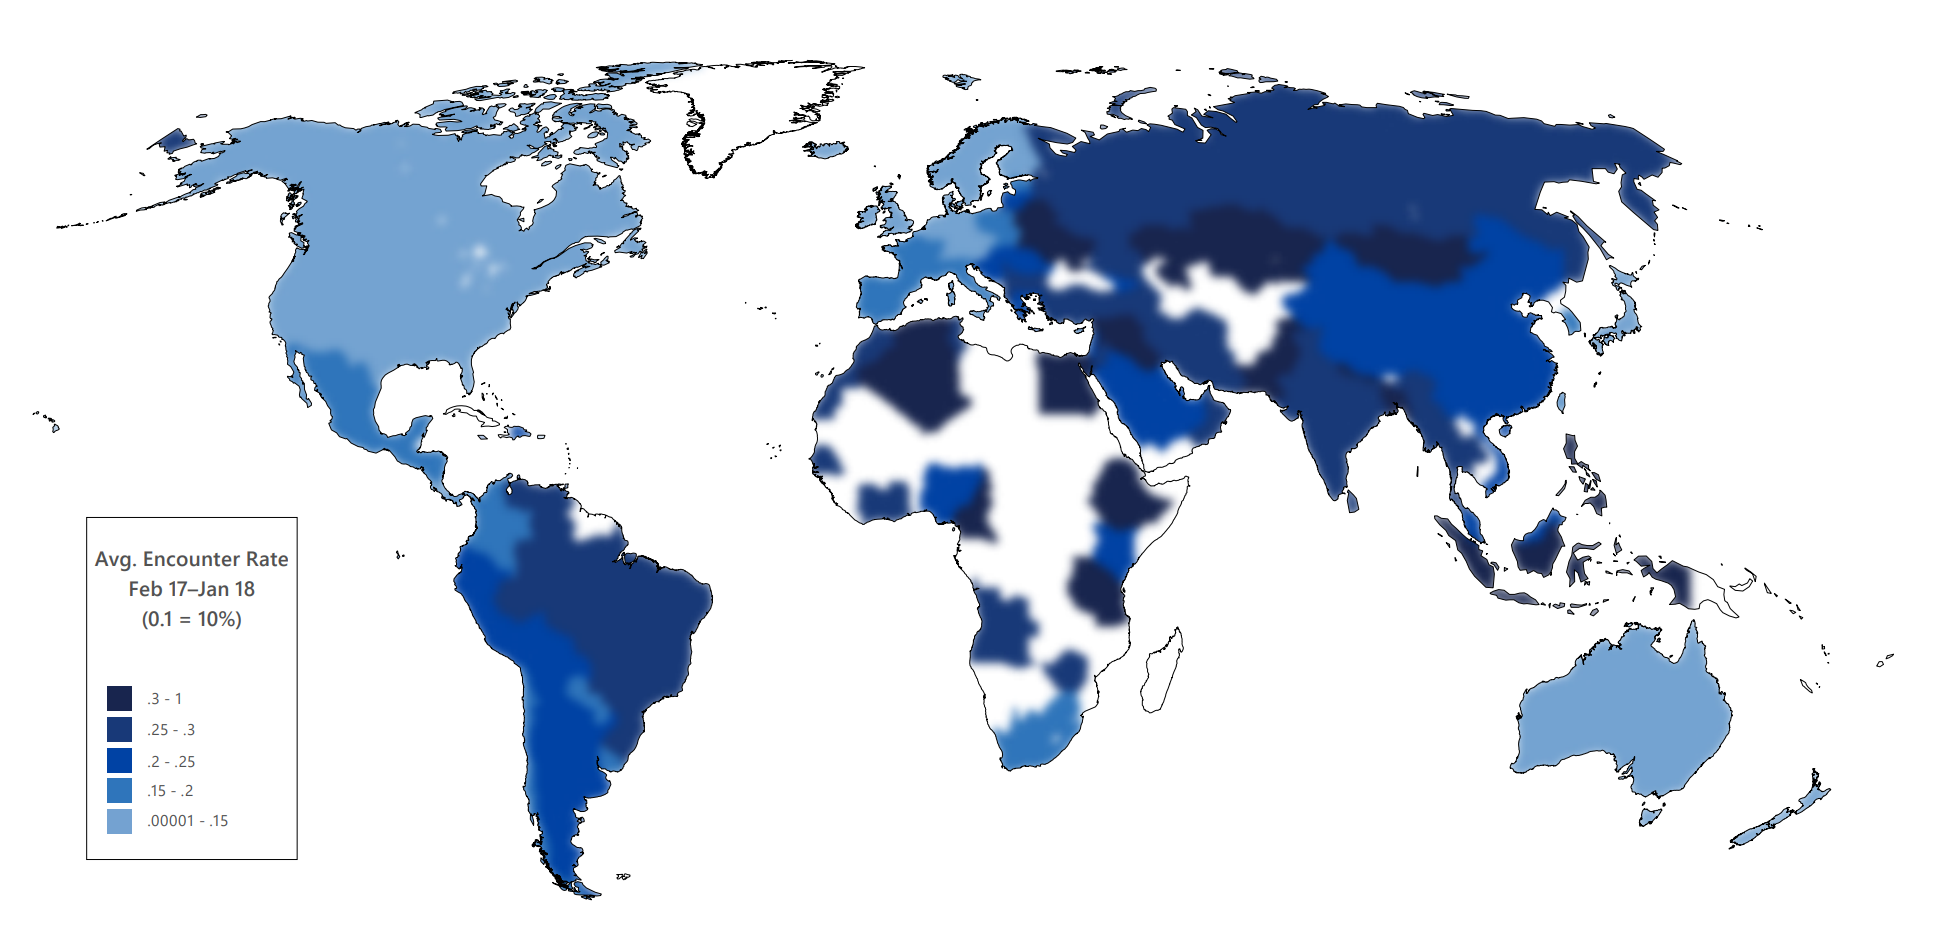 Avg. Encounter Rate
Feb 17–Jan 18
(0.1 = 10%)
.3 - 1
.25 - .3
.2 - .25
.15 - .2
.00001 - .15